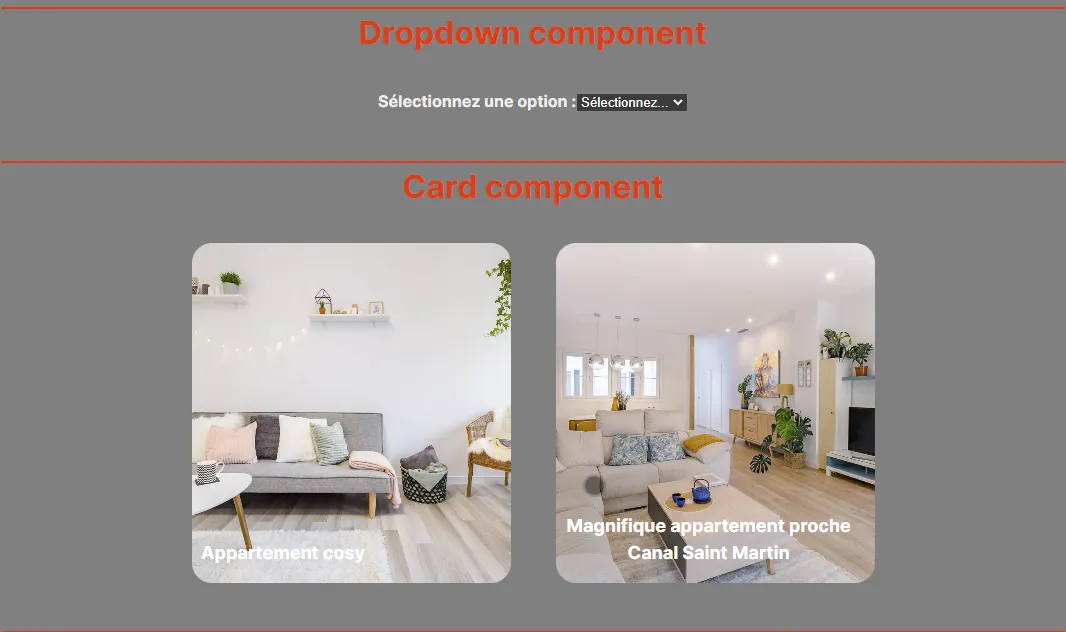 Dropdown component
Sélectionnez une option : Sélectionnez...
Card component
Appartement cosy
Magnifique appartement proche
Canal Saint Martin